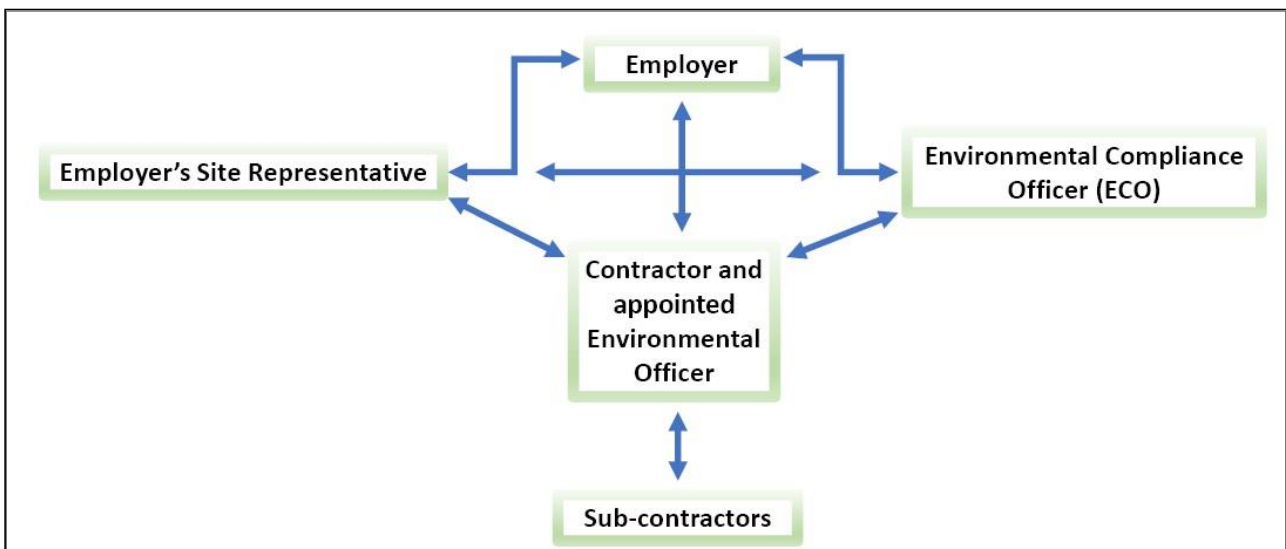 Employer
Employer’s Site Representative
Environmental Compliance
Officer (ECO)
Contractor and
appointed
Environmental
Officer
Sub-contractors